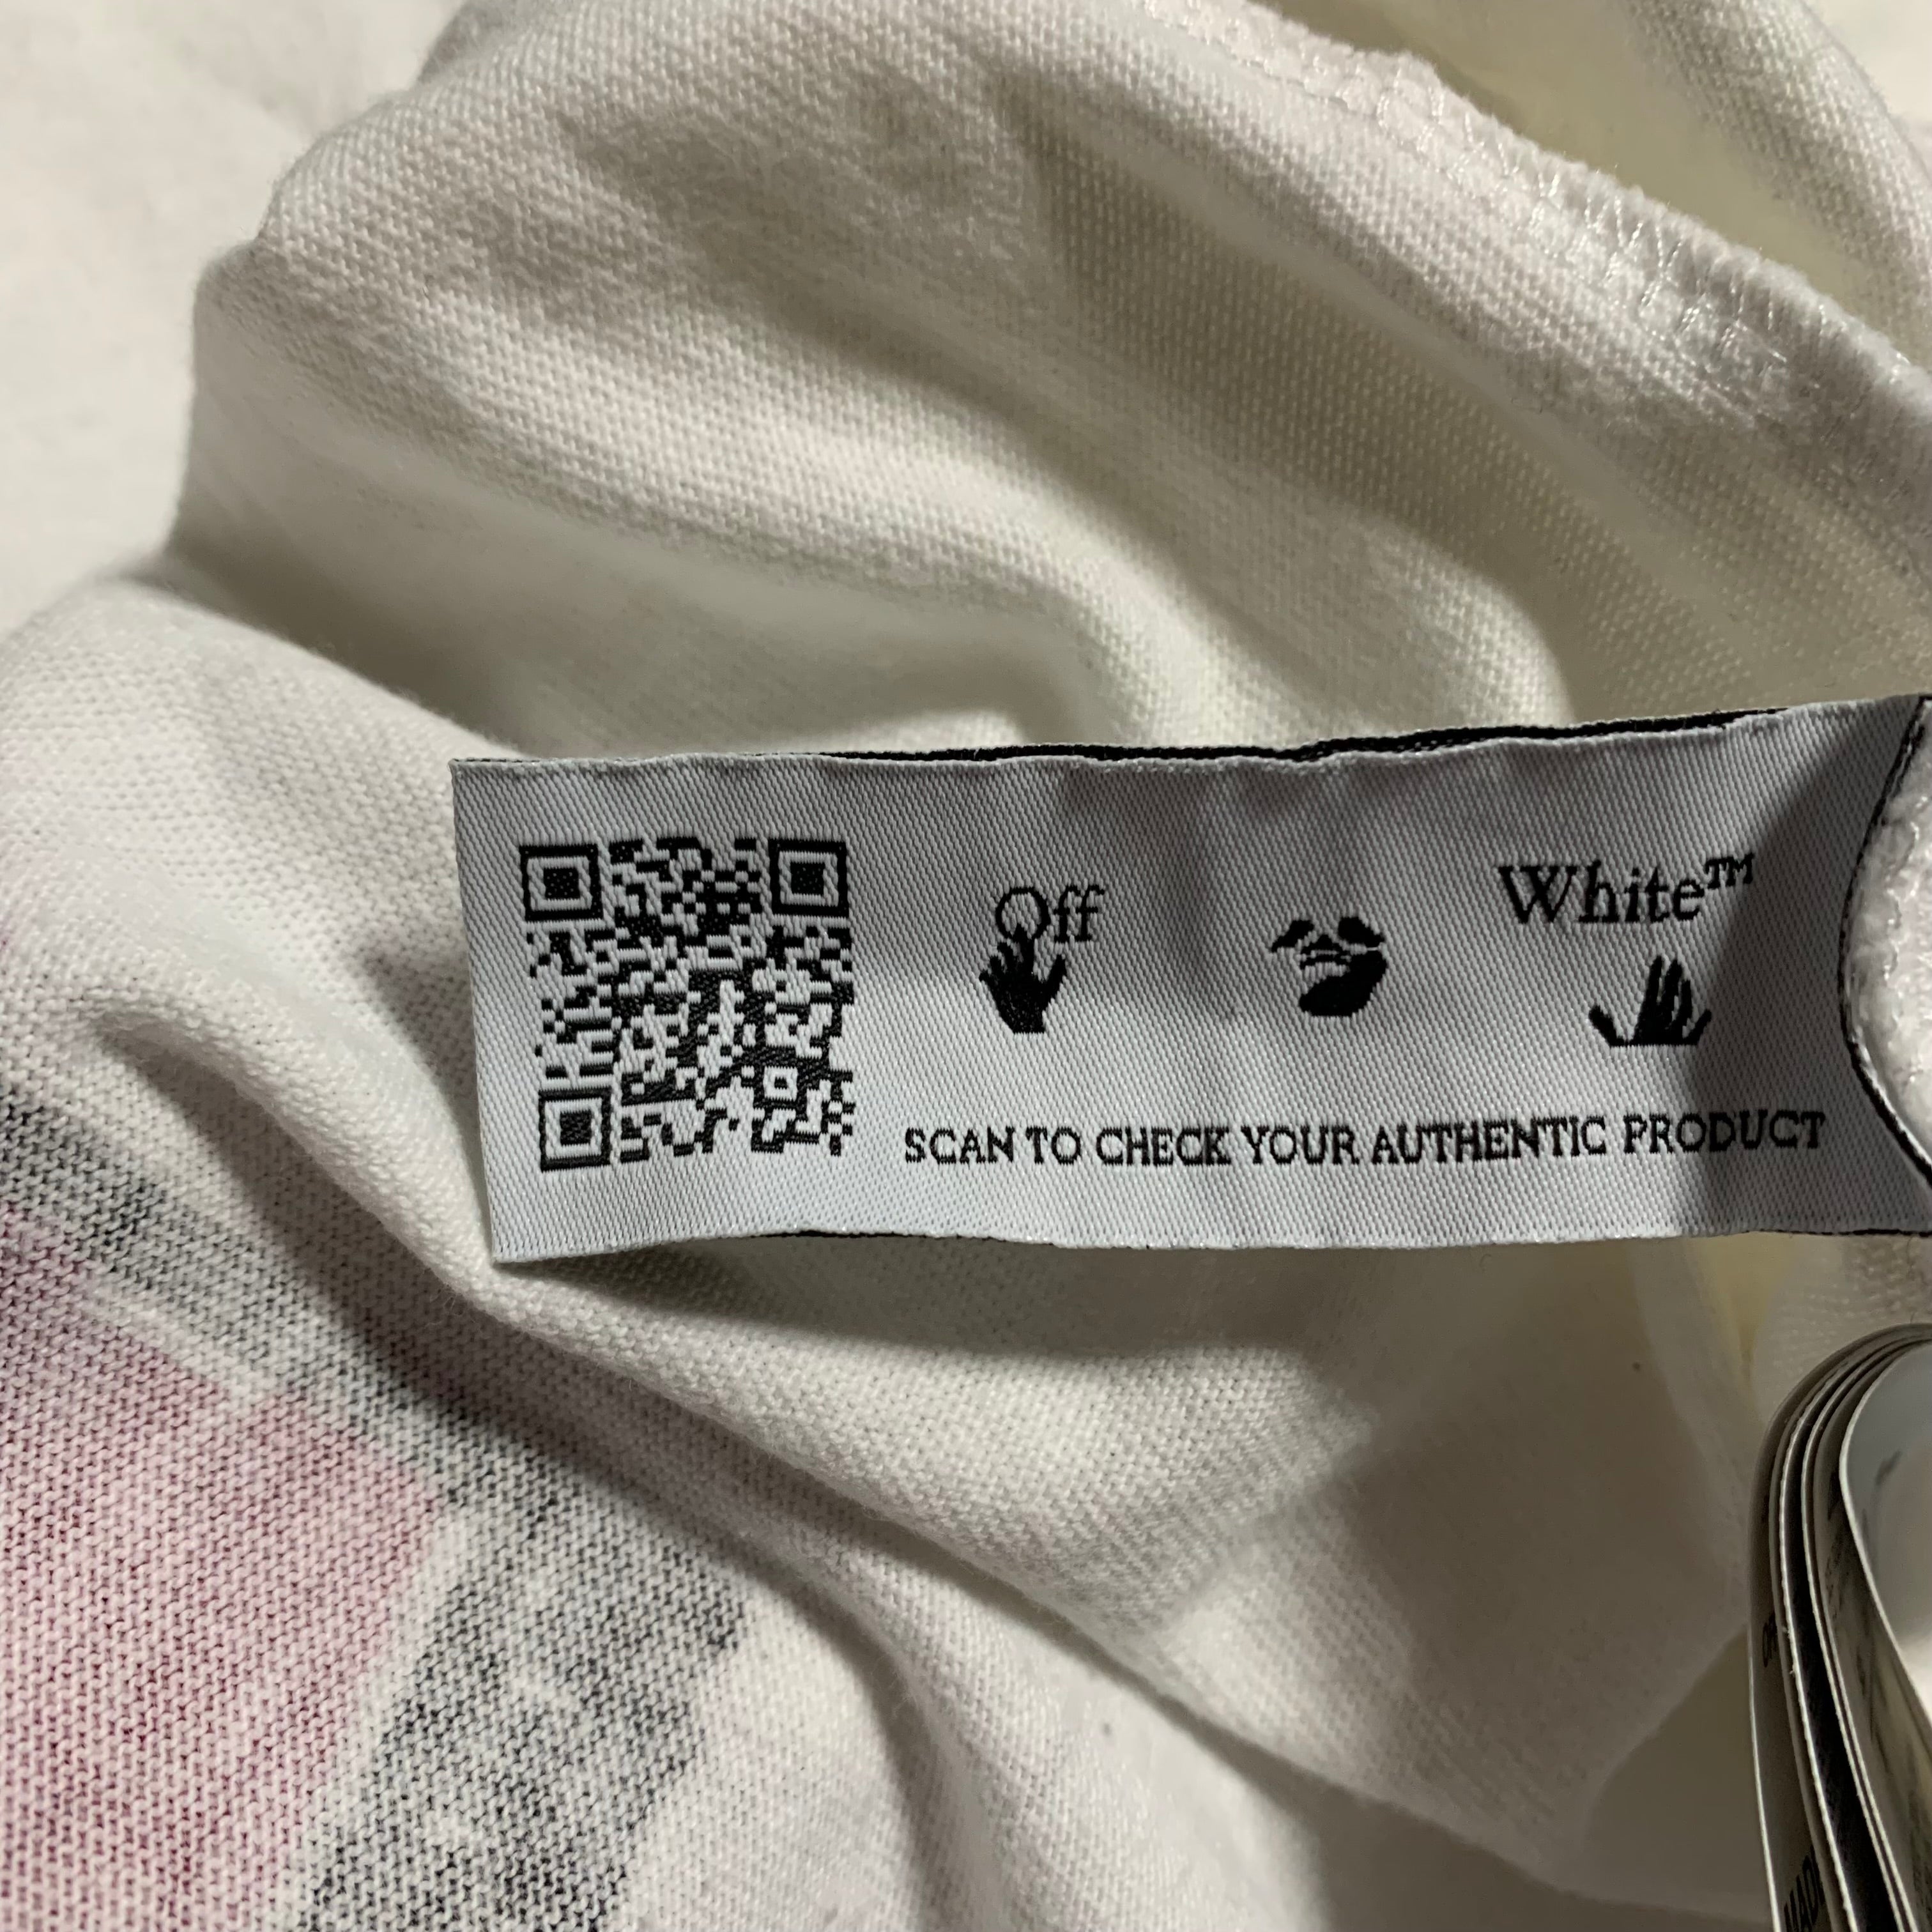 Off
White™
SCAN TO CHECK YOUR AUTHENTIC PRODUCT